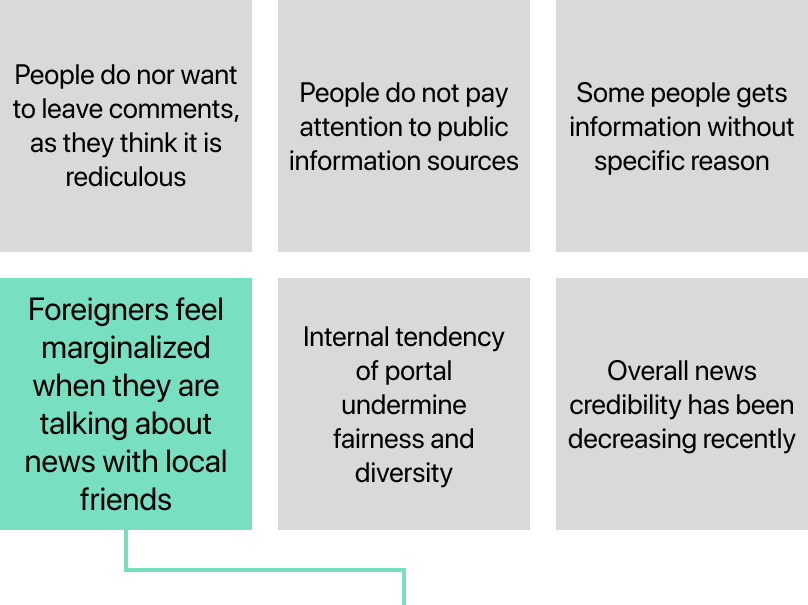 People do nor want
to leave comments,
as they think it is
rediculous
People do not pay
attention to public
information sources
Some people gets
information without
specific reason
Foreigners feel
marginalized
when they are
talking about
news with local
friends
Internal tendency
of portal
undermine
fairness and
diversity
Overall news
credibility has been
decreasing recently